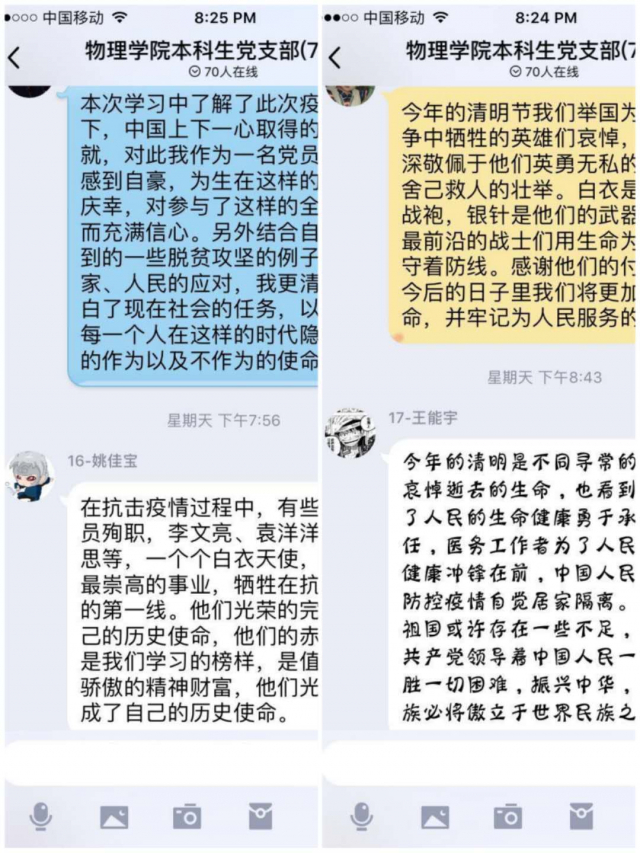 中国移动 8:25 PM
物理学院本科生党支部(7
70人在线
本次学习中了解了此次疫
下，中国上下一心取得的
就，对此我作为一名党员
感到自豪，为生在这样的
庆幸，对参与了这样的全
而充满信心。另外结合自
到的一些脱贫攻坚的例子
家、人民的应对，我更清
白了现在社会的任务，以
每一个人在这样的时代隐
的作为以及不作为的使命
星期天 下午7:56
16-姚佳宝
在抗击疫情过程中，有些
员殉职，李文亮、袁洋洋
思等，一个个白衣天使，
最崇高的事业，牺牲在抗
的第一线。他们光荣的完
己的历史使命，他们的赤
是我们学习的榜样，是值
骄傲的精神财富，他们光
成了自己的历史使命。
中国移动 8:24 PM
物理学院本科生党支部(7
70人在线
今年的清明节我们举国为
争中牺牲的英雄们哀悼，
深敬佩于他们英勇无私的
舍己救人的壮举。白衣是
战袍，银针是他们的武器
最前沿的战士们用生命为
守着防线。感谢他们的付
今后的日子里我们将更加
命，并牢记为人民服务的
星期天 下午8:43
17-王能宇
今年的清明是不同寻常的
哀悼逝去的生命，也看到
了人民的生命健康勇于承
任，医务工作者为了人民
健康冲锋在前，中国人民
防控疫情自觉居家隔离。
祖国或许存在一些不足，
共产党领导着中国人民一
胜一切困难，振兴中华，
族必将傲立于世界民族之